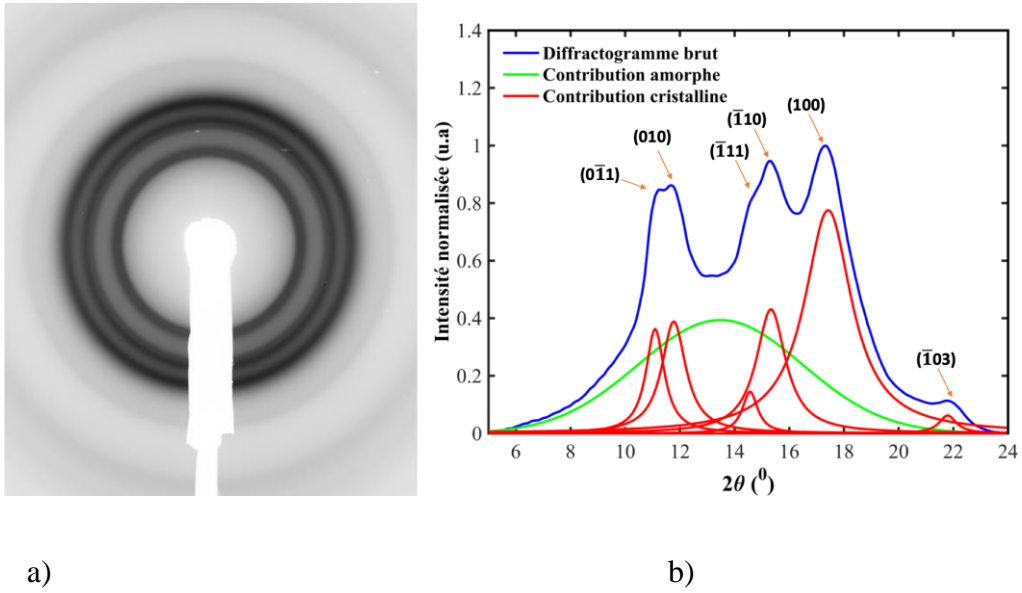 1.4
1.2
1
0.8
0.6
0.4
0.2
0
Intensité normalisée (u.a)
Diffractogramme brut
Contribution amorphe
Contribution cristalline
(01̅1)
(010)
(1̅11)
(1̅10)
(100)
(1̅03)
6 8 10 12 14 16 18 20 22 24
2θ (⁰)
a) b)